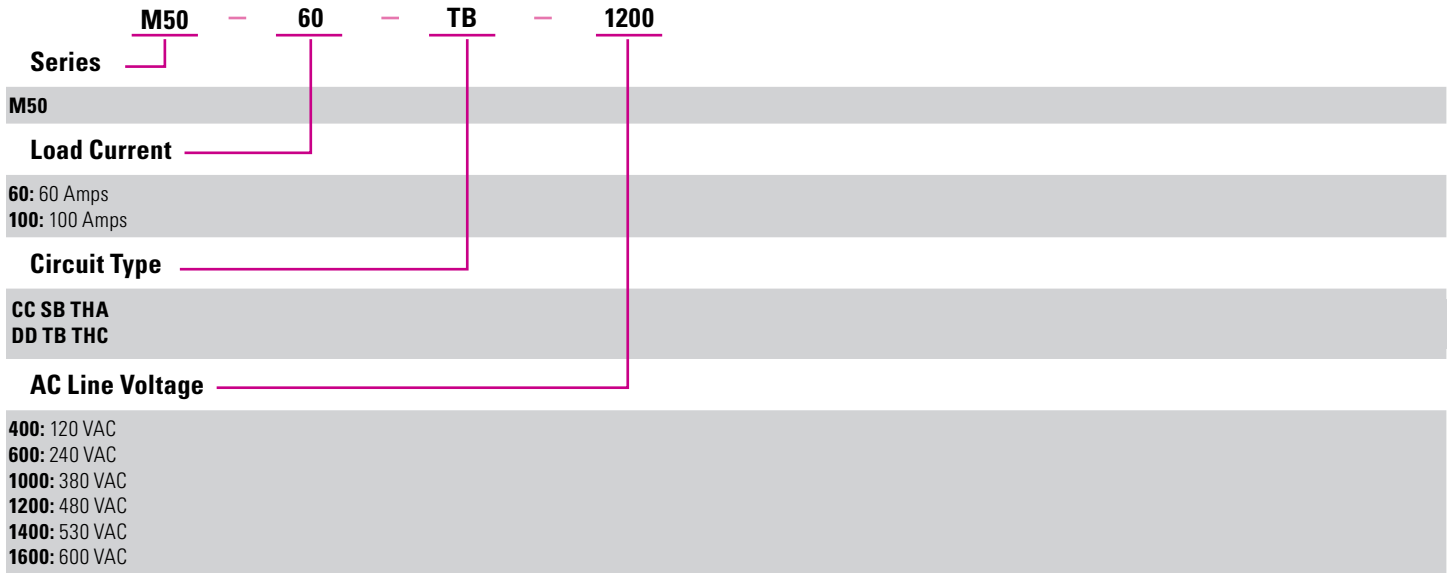 M50 – 60 – TB – 1200
Series
M50
Load Current
60: 60 Amps
100: 100 Amps
Circuit Type
CC SB THA
DD TB THC
AC Line Voltage
400: 120 VAC
600: 240 VAC
1000: 380 VAC
1200: 480 VAC
1400: 530 VAC
1600: 600 VAC